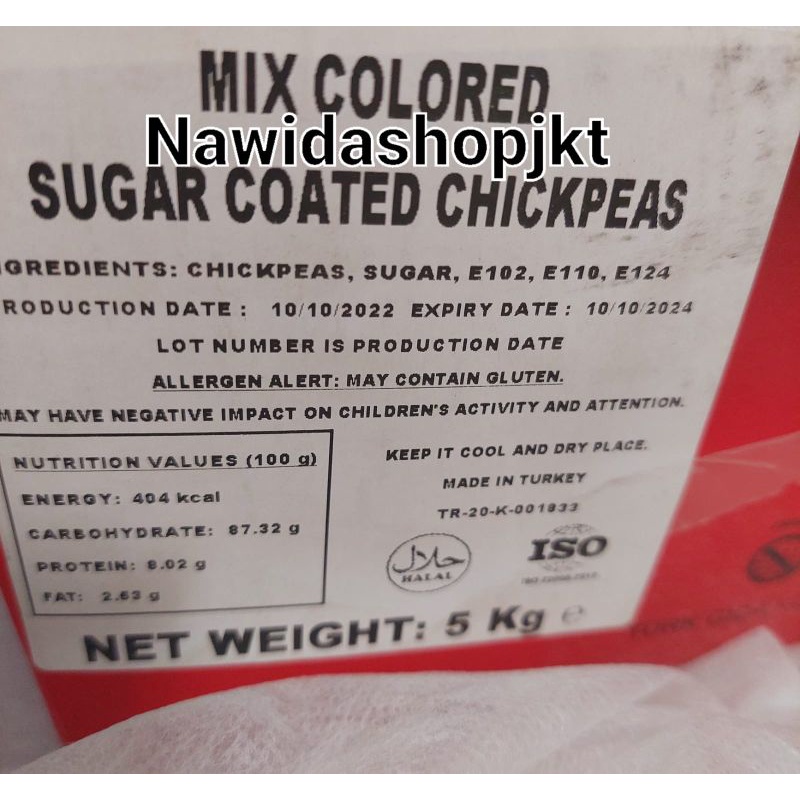 MIX COLORED
Nawidashopjkt
SUGAR COATED CHICKPEAS
GREDIENTS: CHICKPEAS, SUGAR, E102, E110, E124
RODUCTION DATE : 10/10/2022 EXPIRY DATE : 10/10/2024
LOT NUMBER IS PRODUCTION DATE
ALLERGEN ALERT: MAY CONTAIN GLUTEN.
MAY HAVE NEGATIVE IMPACT ON CHILDREN'S ACTIVITY AND ATTENTION.
NUTRITION VALUES (100 g)
ENERGY: 404 kcal
CARBOHYDRATE: 87.32 g
PROTEIN: 8.02 g
FAT: 2.63 g
KEEP IT COOL AND DRY PLACE.
MADE IN TURKEY
TR-20-K-001833
حلال
HALAL
ISO
NET WEIGHT: 5 Kg ℮